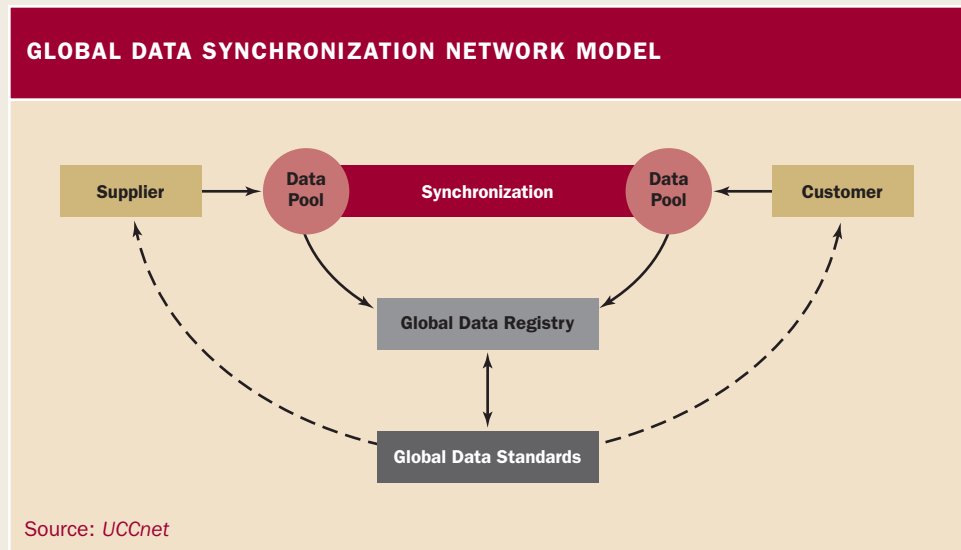 GLOBAL DATA SYNCHRONIZATION NETWORK MODEL
Supplier
Data
Pool
Synchronization
Data
Pool
Customer
Global Data Registry
Global Data Standards
Source: UCCnet